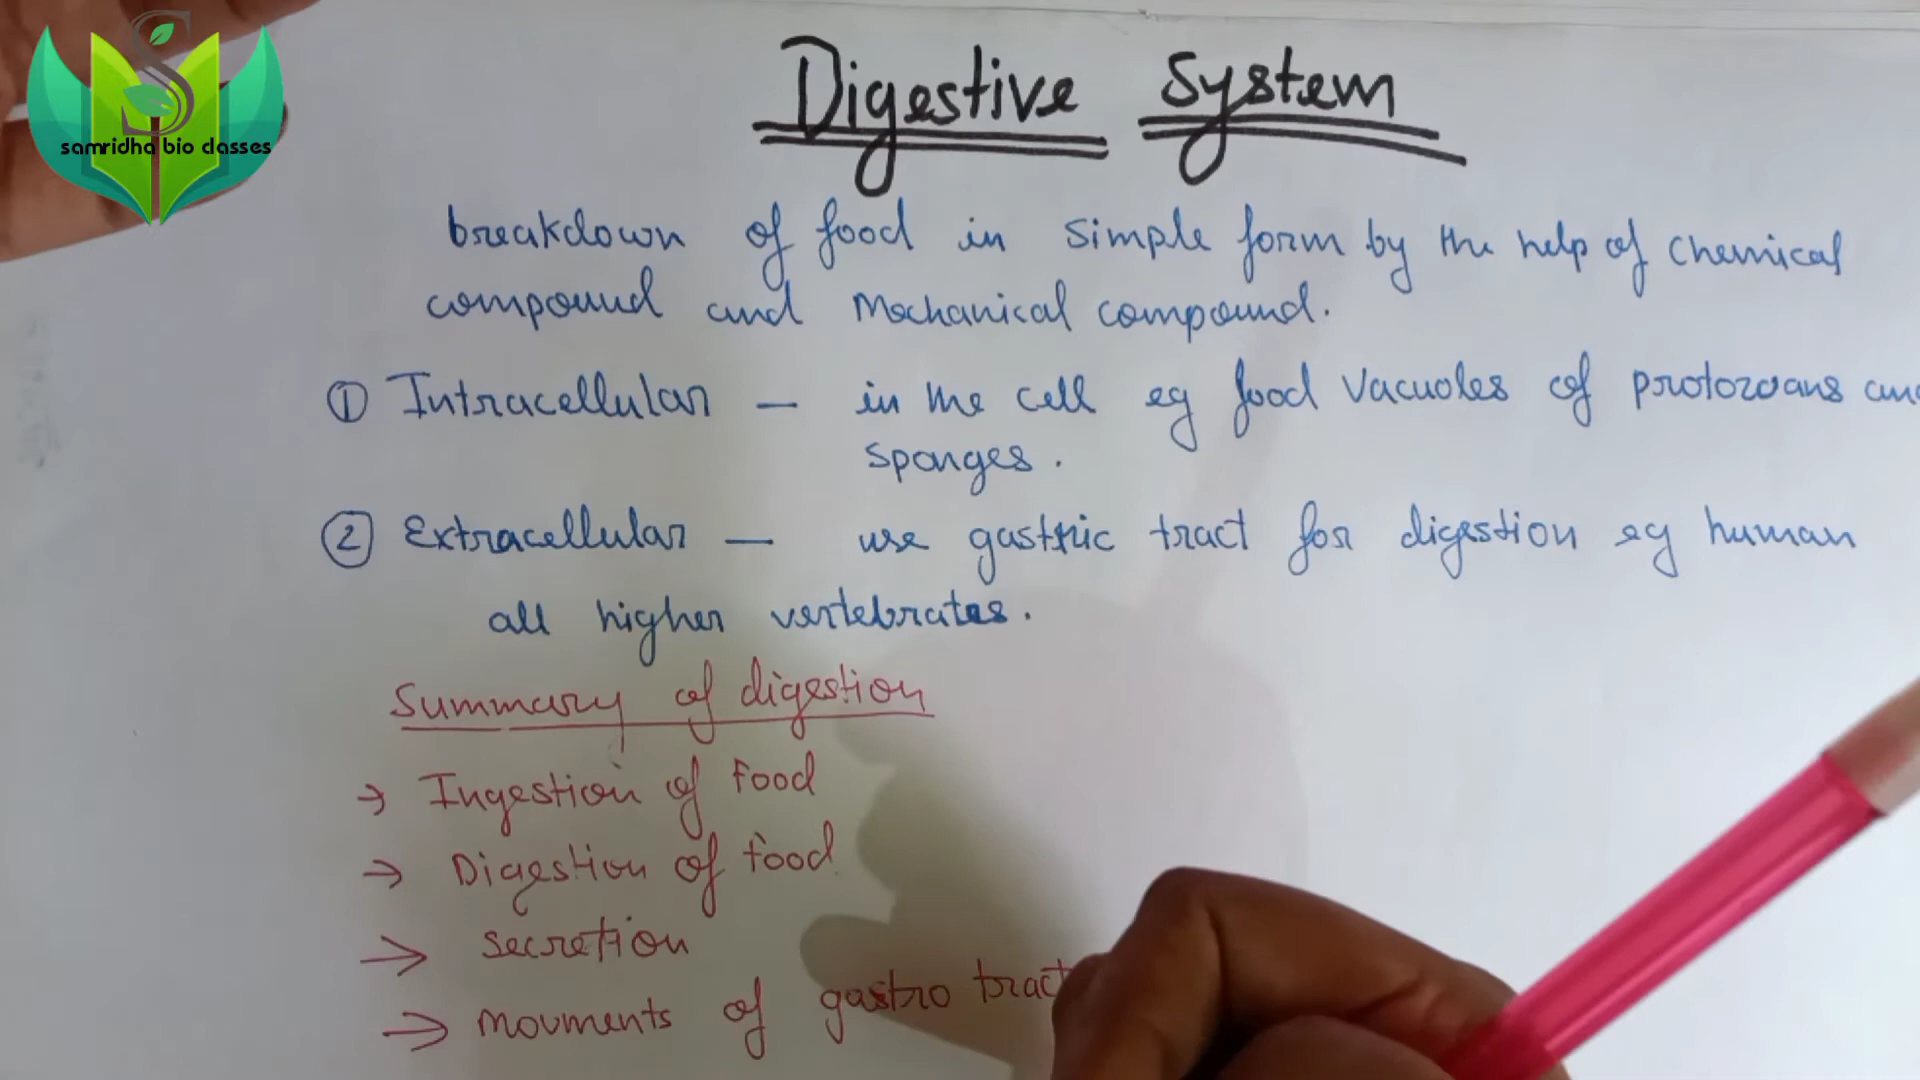 samridha bio classes
Digestive System
breakdown of food in simple form by the help of chemical
compound and Mechanical compound.
① Intracellular — in the cell eg food vacuoles of protozoans
sponges.
② Extracellular — use gastric tract for digestion eg human
all higher vertebrates.
Summary of digestion
→ Ingestion of food
→ Digestion of food
→ secretion
→ Mouments of gastro tract